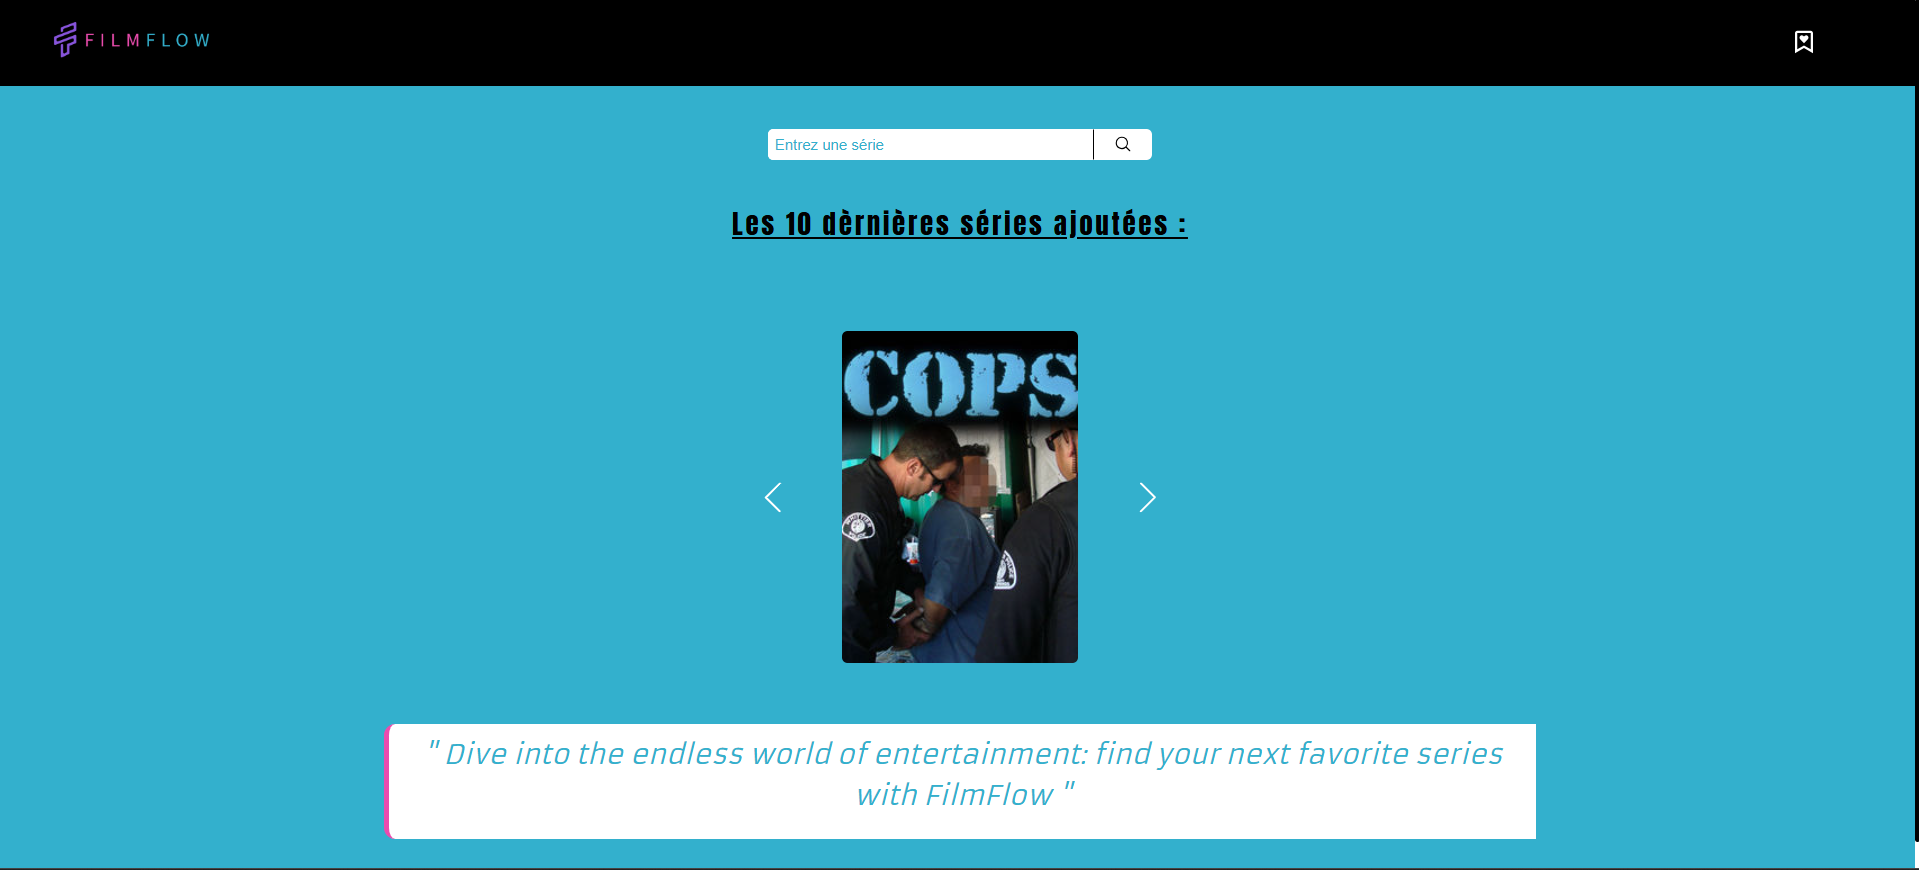 FILMFLOW
Entrez une série
Les 10 dèrnières séries ajoutées :
COPS
" Dive into the endless world of entertainment: find your next favorite series
with FilmFlow "